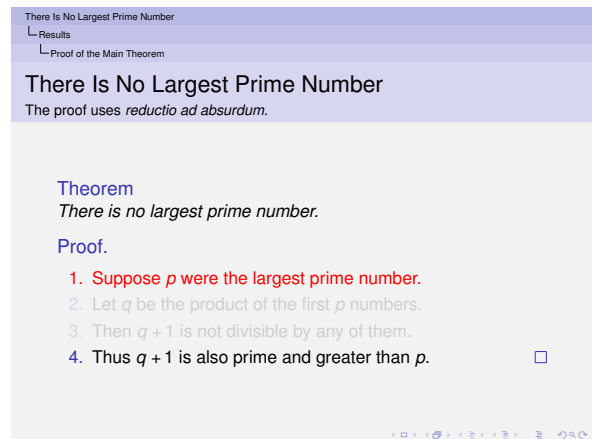 There Is No Largest Prime Number
Results
Proof of the Main Theorem
There Is No Largest Prime Number
The proof uses reductio ad absurdum.
Theorem
There is no largest prime number.
Proof.
1. Suppose p were the largest prime number.
2. Let q be the product of the first p numbers.
3. Then q + 1 is not divisible by any of them.
4. Thus q + 1 is also prime and greater than p. □